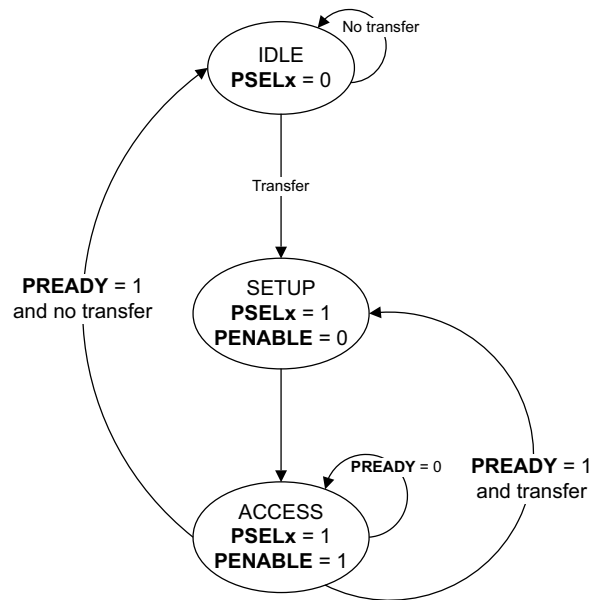 No transfer
IDLE
PSELx = 0
Transfer
SETUP
PSELx = 1
PENABLE = 0
PREADY = 1
and no transfer
PREADY = 0
PREADY = 1
and transfer
ACCESS
PSELx = 1
PENABLE = 1